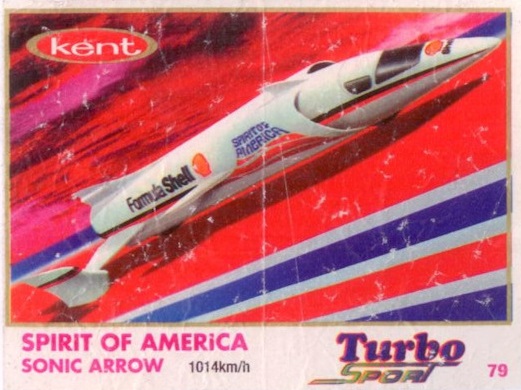 kent
SPIRIT OF
AMERICA
Formula Shell
SPIRIT OF AMERICA
SONIC ARROW 1014km/h
Turbo
SPORT
79